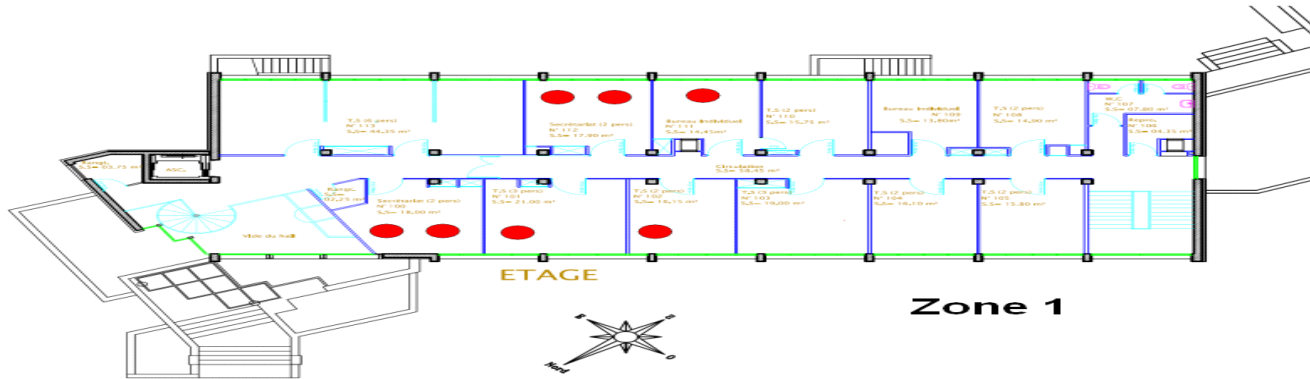 T.S (6 pers)
N° 113
S.S= 44,35 m²
Secrétariat (2 pers)
N° 112
S.S= 17,90 m²
Bureau Individuel
N° 111
S.S= 14,45m²
T.S (2 pers)
N° 110
S.S= 15,75 m²
Bureau Individuel
N° 109
S.S= 13,80m²
T.S (2 pers)
N° 108
S.S= 14,90 m²
W.C
N° 107
S.S= 07,80 m²
Repro.
N° 106
S.S= 04,35 m²
Rangt.
S.S= 03,75 m²
ASC.
Circulation
Rangt.
S.S=
02,25 m²
Secrétariat (2 pers)
N° 100
S.S= 18,00 m²
T.S (3 pers)
N° 101
S.S= 21,00 m²
T.S (2 pers)
N° 102
S.S= 16,15 m²
T.S (3 pers)
N° 103
S.S= 19,00 m²
T.S (2 pers)
N° 104
S.S= 16,10 m²
T.S (2 pers)
N° 105
S.S= 15,80 m²
Vide du hall
ETAGE
Zone 1
E
S
O
Nord